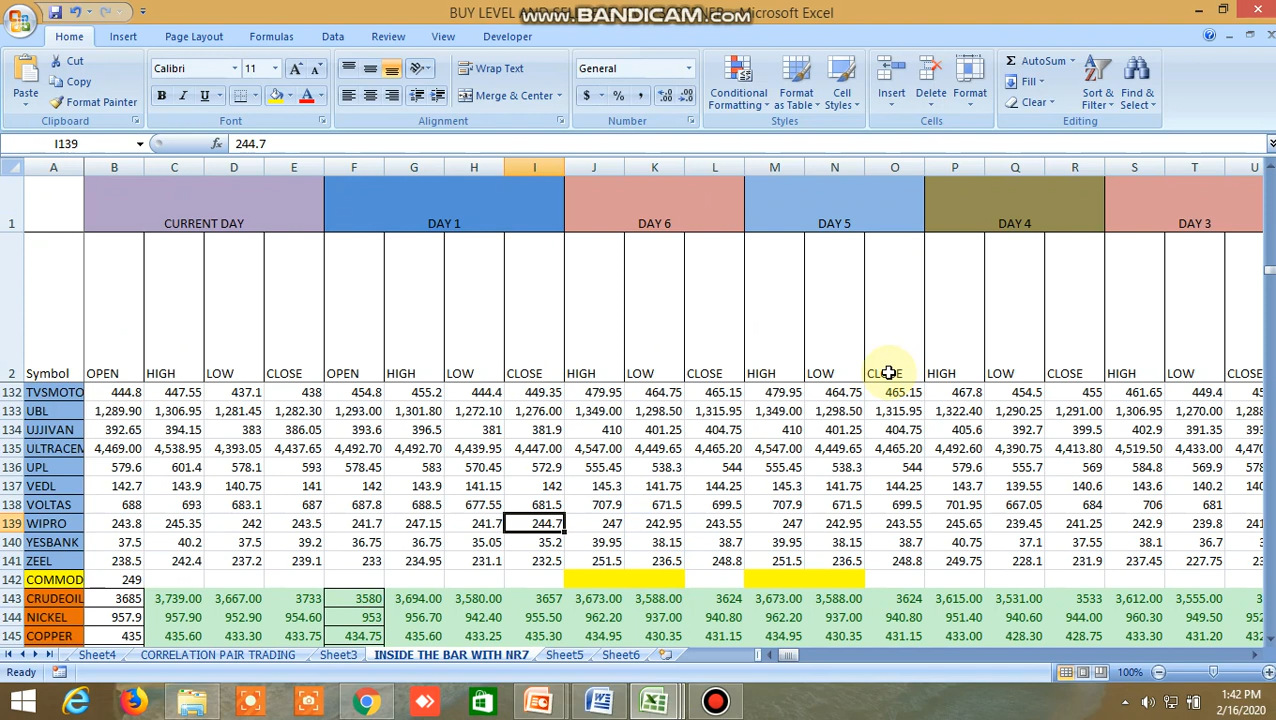 BUY LEVEL AND SE
www.BANDICAM.com
NNER - Microsoft Excel
Home Insert Page Layout Formulas Data Review View Developer
Paste
Cut
Copy
Format Painter
Clipboard
Calibri 11
Font
Wrap Text
Merge & Center
Alignment
General
Number
Conditional Formatting
Format as Table
Cell Styles
Styles
Insert Delete Format
Cells
AutoSum
Fill
Clear
Sort & Filter
Find & Select
Editing
I139 fx 244.7
A B C D E F G H I J K L M N O P Q R S T U
1 CURRENT DAY DAY 1 DAY 6 DAY 5 DAY 4 DAY 3
2 Symbol OPEN HIGH LOW CLOSE OPEN HIGH LOW CLOSE HIGH LOW CLOSE HIGH LOW CLOSE HIGH LOW CLOSE HIGH LOW CLOSE
132 TVSMOTO 444.8 447.55 437.1 438 454.8 455.2 444.4 449.35 479.95 464.75 465.15 479.95 464.75 465.15 467.8 454.5 455 461.65 449.4 453
133 UBL 1,289.90 1,306.95 1,281.45 1,282.30 1,293.00 1,301.80 1,272.10 1,276.00 1,349.00 1,298.50 1,315.95 1,349.00 1,298.50 1,315.95 1,322.40 1,290.25 1,291.00 1,306.95 1,270.00 1,288
134 UJJIVAN 392.65 394.15 383 386.05 393.6 396.5 381 381.9 410 401.25 404.75 410 401.25 404.75 405.6 392.7 399.5 402.9 391.35 393
135 ULTRACEM 4,469.00 4,538.95 4,443.05 4,451.50 4,492.70 4,492.70 4,439.95 4,447.65 4,549.65 4,449.65 4,465.20 4,547.00 4,449.65 4,465.20 4,492.60 4,390.75 4,413.80 4,519.50 4,433.00 4,470
136 UPL 579.6 601.4 578.1 593 578.45 583 570.45 572.9 555.45 538.3 544 555.45 538.3 544 579.6 555.7 569 584.8 569.9 578
137 VEDL 142.7 143.9 140.75 141 142 143.9 141.25 142 145.3 141.75 144.25 145.3 141.75 144.25 143.7 139.55 140.6 143.6 140.2 142
138 VOLTAS 688 693 683.1 687 687.8 688.5 677.55 681.5 707.9 671.5 699.5 707.9 671.5 699.5 701.95 667.05 684 706 681
139 WIPRO 243.8 245.35 242 243.5 241.7 247.15 241.7 244.7 247 242.95 243.55 247 242.95 243.55 245.65 239.45 241.25 242.9 239.8 241
140 YESBANK 37.5 40.2 37.5 39.2 36.75 36.75 35.05 35.2 39.95 38.15 38.7 39.95 38.15 38.7 40.75 37.1 37.55 38.1 36.7 37
141 ZEEL 238.5 242.4 237.2 239.1 233 234.95 231.1 232.5 251.5 236.5 248.8 251.5 236.5 248.8 249.75 228.1 231.9 237.45 227.75 233
142 COMMOD 249
143 CRUDEOIL 3685 3,739.00 3,667.00 3733 3580 3,694.00 3,580.00 3657 3,673.00 3,588.00 3624 3,673.00 3,588.00 3624 3,615.00 3,531.00 3533 3,612.00 3,555.00
144 NICKEL 957.9 957.90 952.90 954.60 953 956.70 942.40 955.50 962.20 937.00 940.80 962.20 937.00 940.80 951.00 940.30 944.00 960.30 949.50
145 COPPER 435 435.60 433.30 433.75 434.75 435.60 433.25 435.30 434.95 430.35 431.15 434.95 430.35 431.15 433.00 428.30 428.75 433.30 431.20
Sheet4 CORRELATION PAIR TRADING Sheet3 INSIDE THE BAR WITH NR7 Sheet5 Sheet6
Ready 100%
1:42 PM
2/16/2020